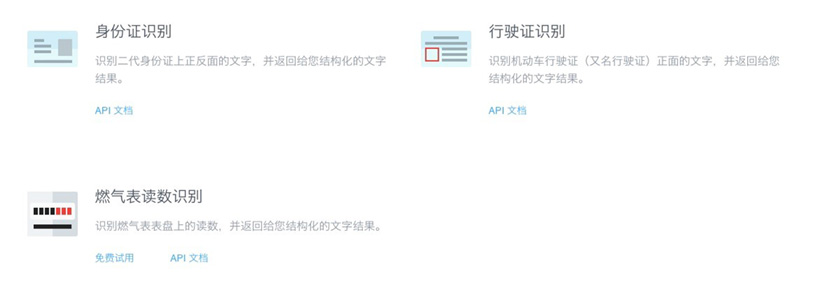 身份证识别
识别二代身份证上正反面的文字，并返回给您结构化的文字
结果。
API 文档
行驶证识别
识别机动车行驶证（又名行驶证）正面的文字，并返回给您
结构化的文字结果。
API 文档
燃气表读数识别
识别燃气表表盘上的读数，并返回给您结构化的文字结果。
免费试用
API 文档